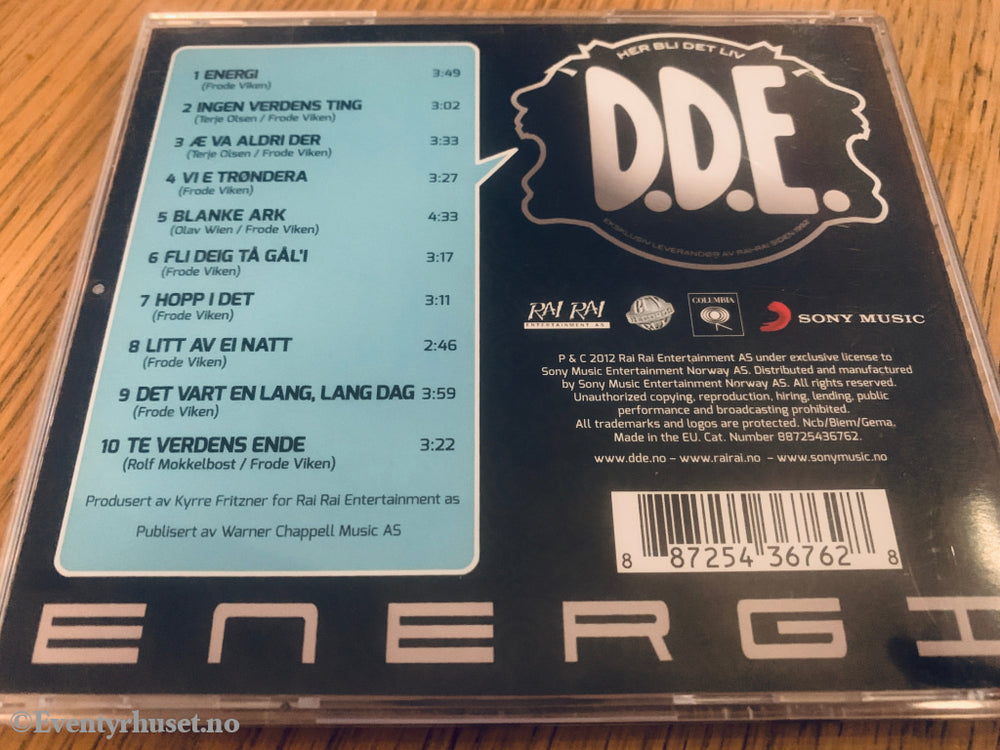 1 ENERGI 3:49
(Frode Viken)
2 INGEN VERDENS TING 3:02
(Terje Olsen / Frode Viken)
3 Æ VA ALDRI DER 3:33
(Terje Olsen / Frode Viken)
4 VI E TRØNDERA 3:27
(Frode Viken)
5 BLANKE ARK 4:33
(Olav Wien / Frode Viken)
6 FLI DEIG TÅ GÅL'I 3:17
(Frode Viken)
7 HOPP I DET 3:11
(Frode Viken)
8 LITT AV EI NATT 2:46
(Frode Viken)
9 DET VART EN LANG, LANG DAG 3:59
(Frode Viken)
10 TE VERDENS ENDE 3:22
(Rolf Mokkelbost / Frode Viken)
Produsert av Kyrre Fritzner for Rai Rai Entertainment as
Publisert av Warner Chappell Music AS
HER BLI DET LIV
D.D.E.
EKSKLUSIV LEVERANDØR AV RAI-RAI SIDEN 1992
RAI RAI
ENTERTAINMENT AS
COLUMBIA
SONY MUSIC
P & C 2012 Rai Rai Entertainment AS under exclusive license to
Sony Music Entertainment Norway AS. Distributed and manufactured
by Sony Music Entertainment Norway AS. All rights reserved.
Unauthorized copying, reproduction, hiring, lending, public
performance and broadcasting prohibited.
All trademarks and logos are protected. Ncb/Biem/Gema.
Made in the EU. Cat. Number 88725436762.
www.dde.no – www.rairai.no – www.sonymusic.no
8 87254 36762 8
ENERGI
©Eventyrhuset.no